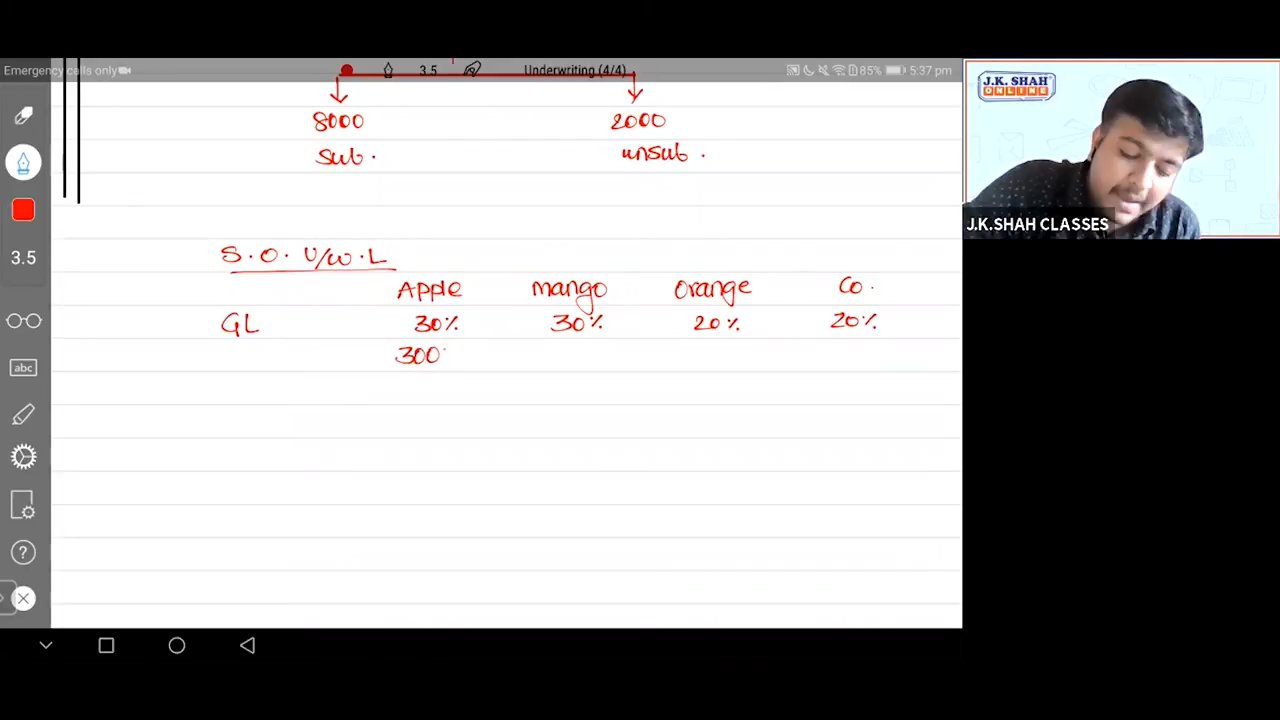 Emergency calls only 3.5 Underwriting (4/4) 85% 5:37 pm
J.K. SHAH
ONLINE
8000 2000
Sub. unsub.
J.K.SHAH CLASSES
3.5
S.O. U/W.L
Apple mango Orange Co.
GL 30% 30% 20% 20%
300
abc